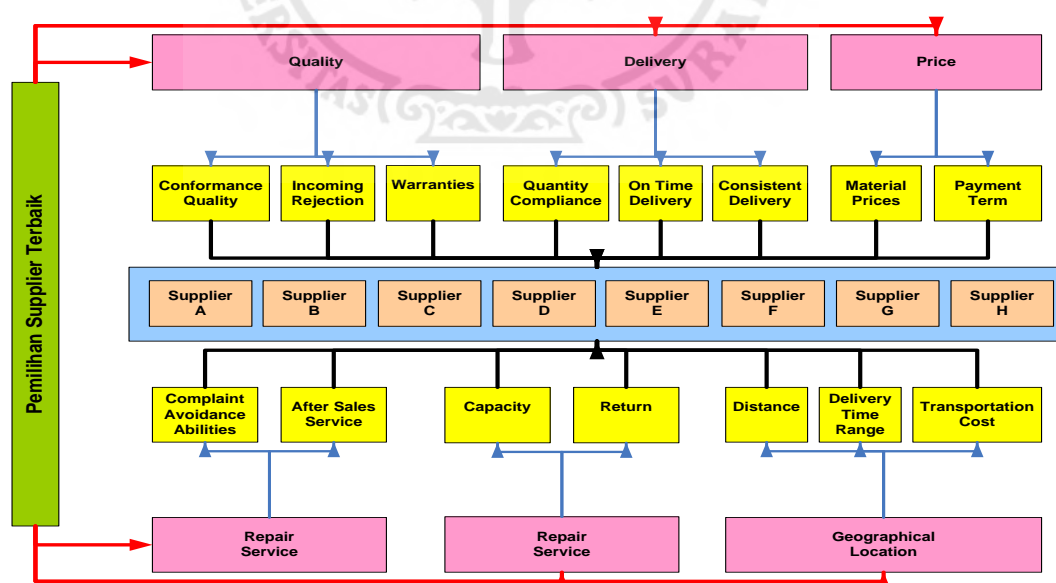 Pemilihan Supplier Terbaik
Quality
Delivery
Price
Conformance
Quality
Incoming
Rejection
Warranties
Quantity
Compliance
On Time
Delivery
Consistent
Delivery
Material
Prices
Payment
Term
Supplier
A
Supplier
B
Supplier
C
Supplier
D
Supplier
E
Supplier
F
Supplier
G
Supplier
H
Complaint
Avoidance
Abilities
After Sales
Service
Capacity
Return
Distance
Delivery
Time
Range
Transportation
Cost
Repair
Service
Repair
Service
Geographical
Location